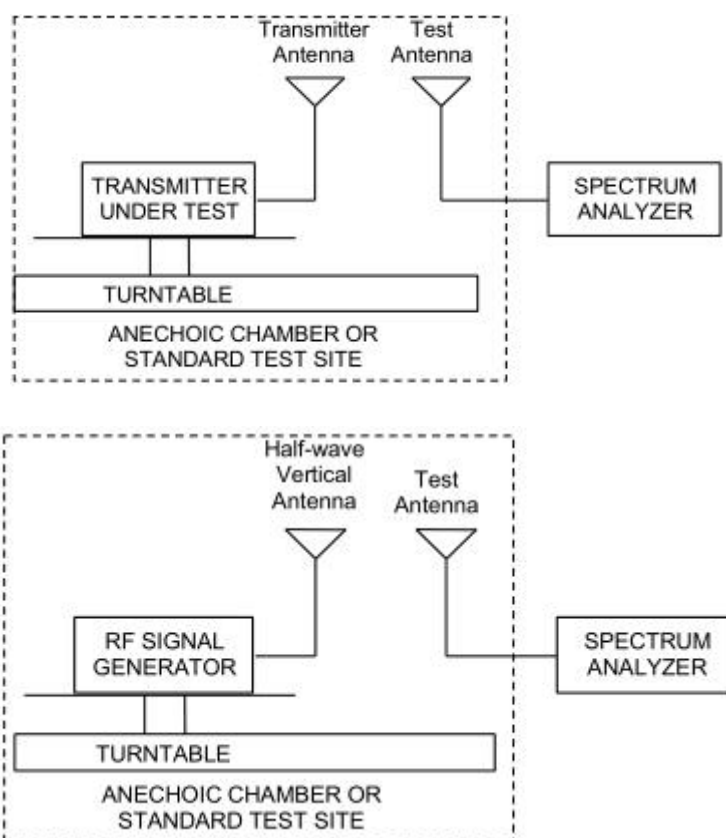 Transmitter
Antenna
Test
Antenna
TRANSMITTER
UNDER TEST
SPECTRUM
ANALYZER
TURNTABLE
ANECHOIC CHAMBER OR
STANDARD TEST SITE
Half-wave
Vertical
Antenna
Test
Antenna
RF SIGNAL
GENERATOR
SPECTRUM
ANALYZER
TURNTABLE
ANECHOIC CHAMBER OR
STANDARD TEST SITE